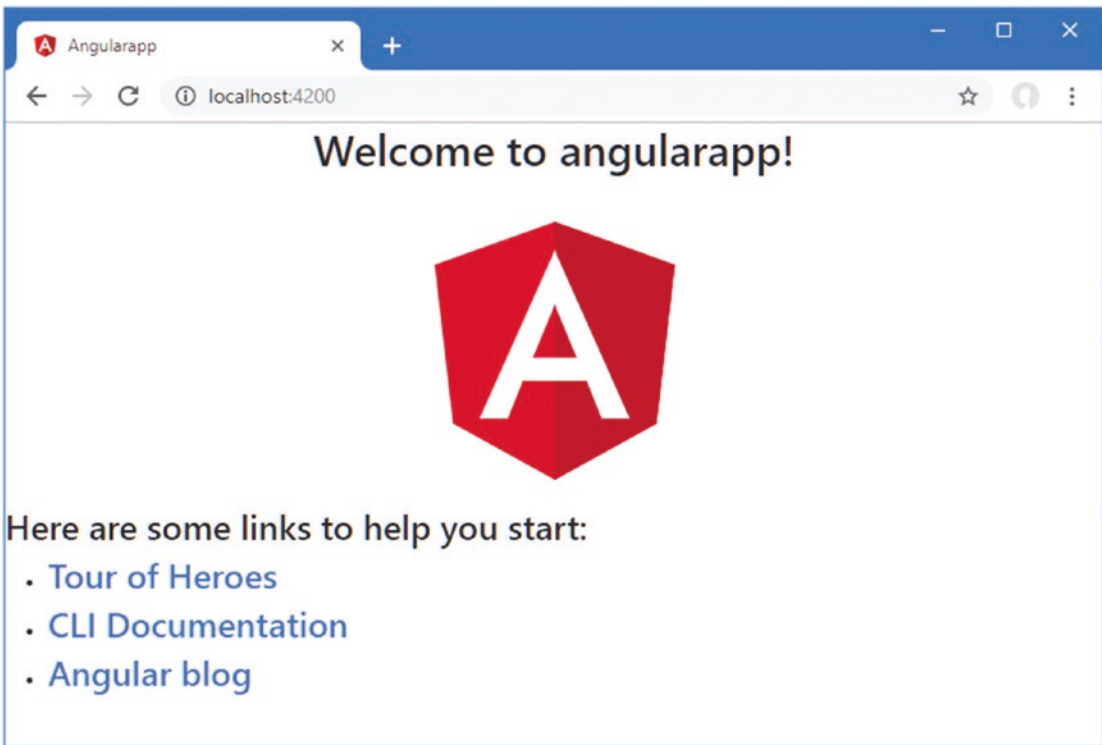 Angularapp
localhost:4200
Welcome to angularapp!
A
Here are some links to help you start:
Tour of Heroes
CLI Documentation
Angular blog